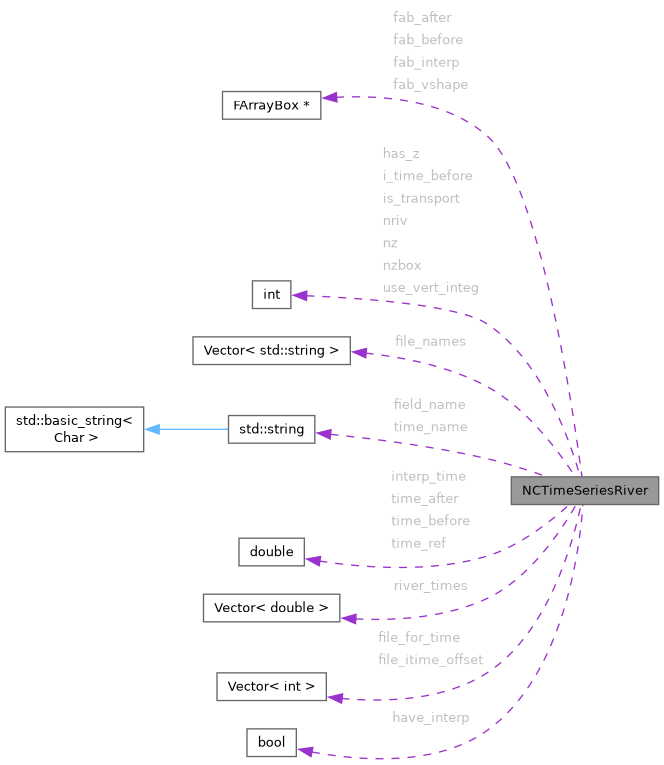 fab_after
fab_before
fab_interp
fab_vshape
FArrayBox *
has_z
i_time_before
is_transport
nriv
nz
nzbox
use_vert_integ
int
file_names
Vector< std::string >
field_name
time_name
std::basic_string<
Char >
std::string
NCTimeSeriesRiver
interp_time
time_after
time_before
time_ref
double
river_times
Vector< double >
file_for_time
file_itime_offset
Vector< int >
have_interp
bool